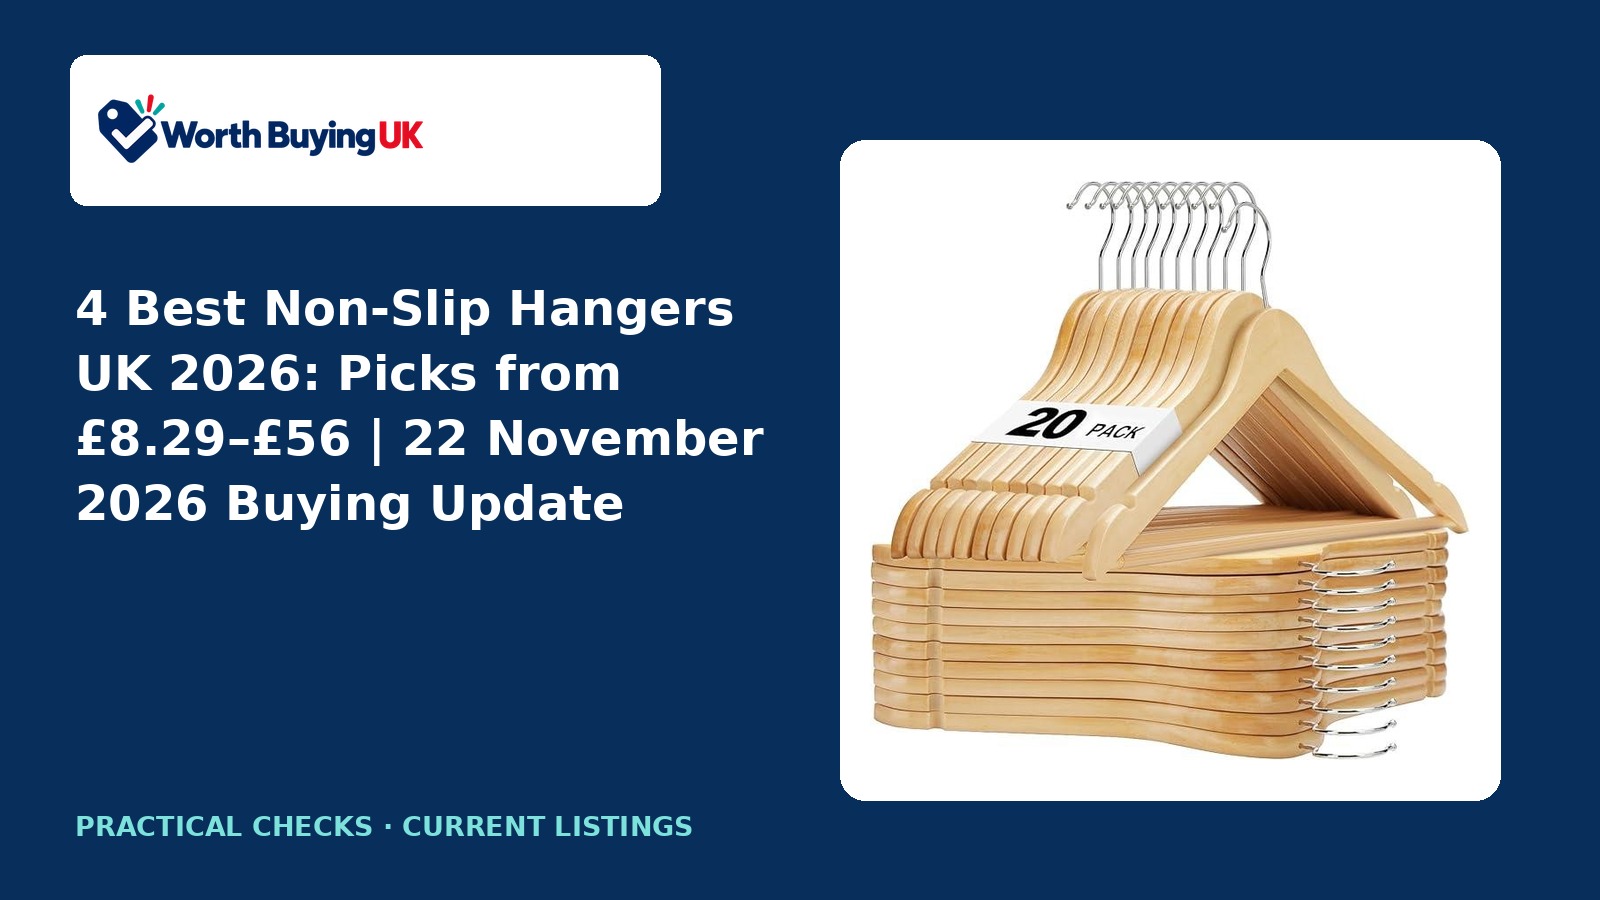 Worth Buying UK
4 Best Non-Slip Hangers
UK 2026: Picks from
£8.29–£56 | 22 November
2026 Buying Update
20 PACK
PRACTICAL CHECKS · CURRENT LISTINGS